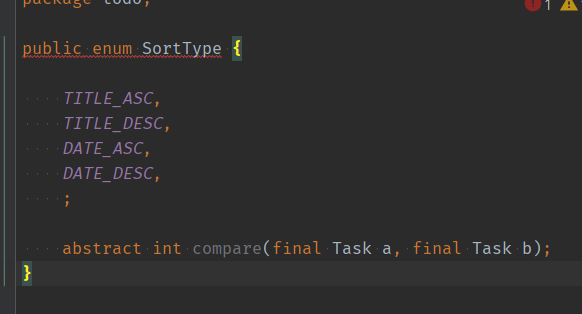 package todo;
1
public enum SortType {
TITLE_ASC,
TITLE_DESC,
DATE_ASC,
DATE_DESC,
;
abstract int compare(final Task a, final Task b);
}